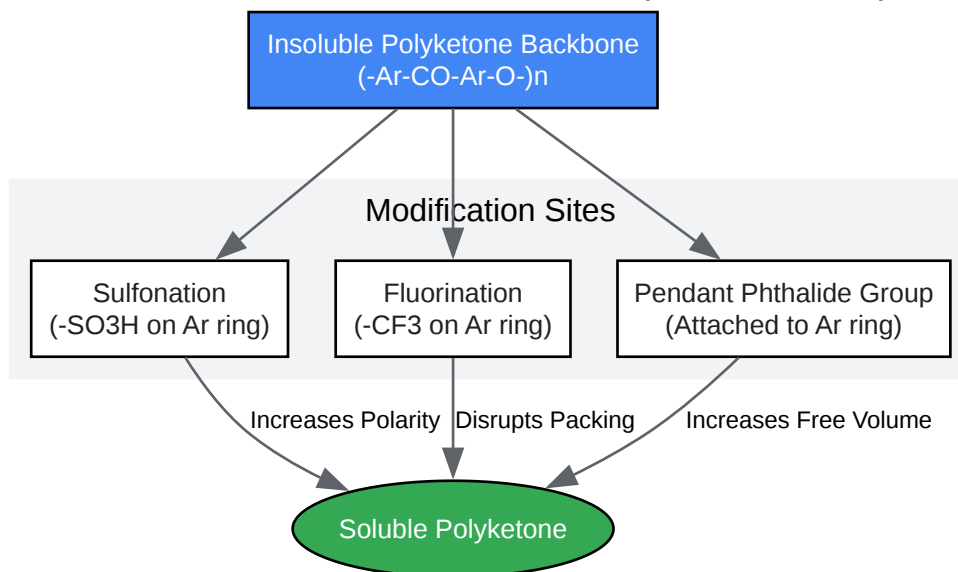 Insoluble Polyketone Backbone
(-Ar-CO-Ar-O-)n
Modification Sites
Sulfonation
(-SO3H on Ar ring)
Fluorination
(-CF3 on Ar ring)
Pendant Phthalide Group
(Attached to Ar ring)
Increases Polarity
Disrupts Packing
Increases Free Volume
Soluble Polyketone